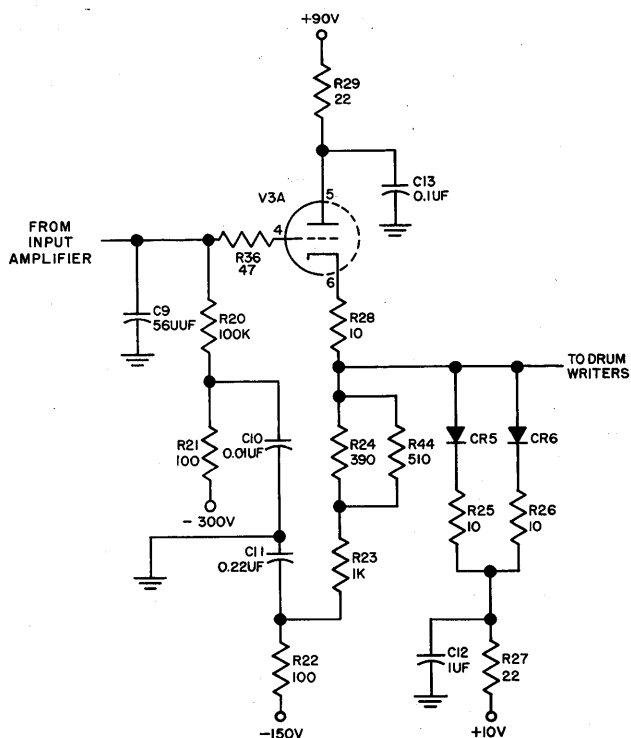 +90V
R29
22
C13
0.1UF
V3A
5
4
6
FROM
INPUT
AMPLIFIER
R36
47
C9
56UUF
R20
100K
R28
10
TO DRUM
WRITERS
R21
100
C10
0.01UF
R24
390
R44
510
CR5
CR6
- 300V
R25
10
R26
10
C11
0.22UF
R23
1K
R22
100
C12
1UF
R27
22
-150V
+10V